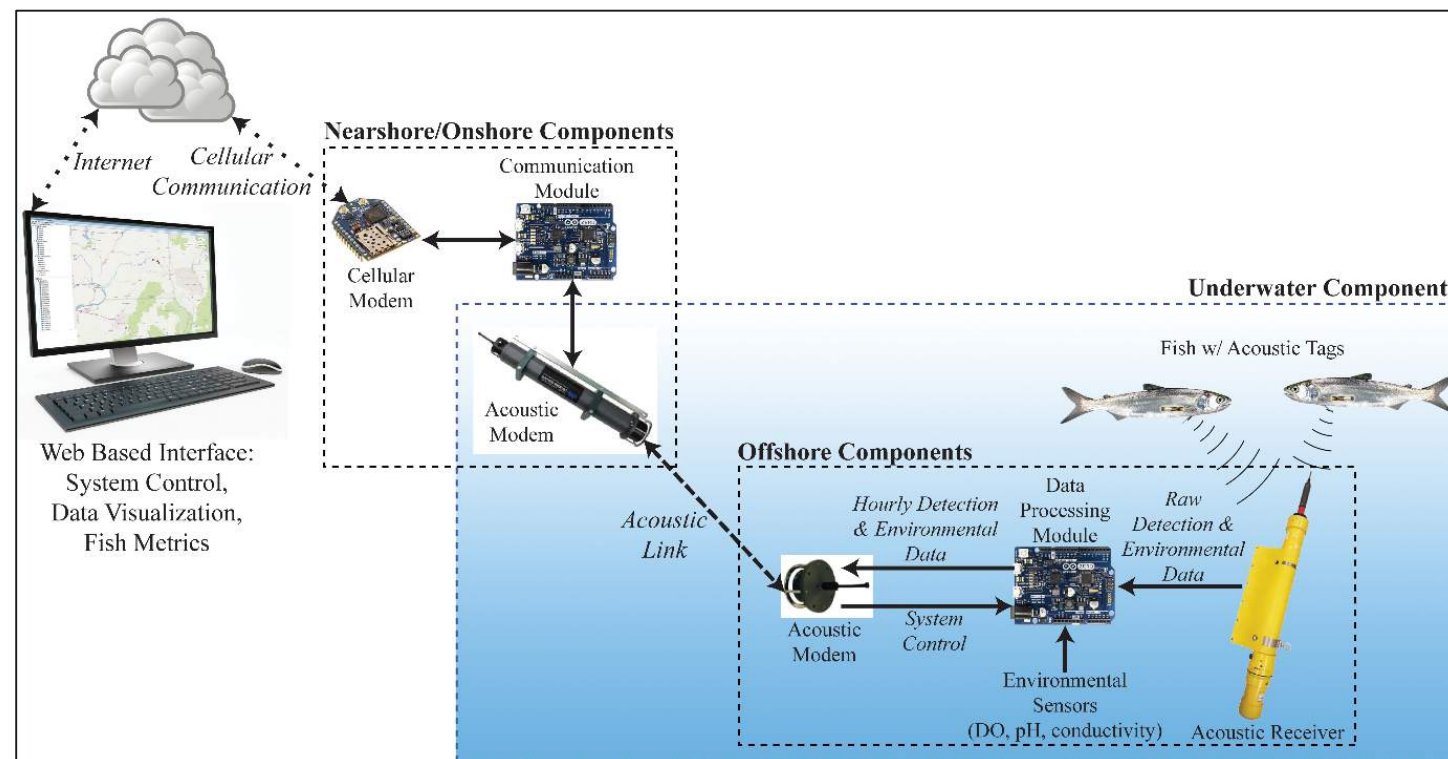 Internet
Cellular
Communication
Nearshore/Onshore Components
Communication
Module
Cellular
Modem
Acoustic
Modem
Web Based Interface:
System Control,
Data Visualization,
Fish Metrics
Underwater Component
Fish w/ Acoustic Tags
Acoustic
Link
Offshore Components
Hourly Detection
& Environmental
Data
Data
Processing
Module
Raw
Detection &
Environmental
Data
Acoustic
Modem
System
Control
Environmental
Sensors
(DO, pH, conductivity)
Acoustic Receiver